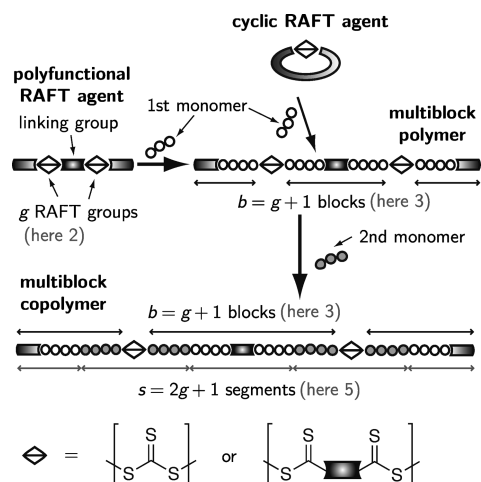 cyclic RAFT agent
polyfunctional
RAFT agent
linking group
1st monomer
multiblock
polymer
g RAFT groups
(here 2)
b = g + 1 blocks (here 3)
2nd monomer
multiblock
copolymer
b = g + 1 blocks (here 3)
s = 2g + 1 segments (here 5)
= S S S or S S S S